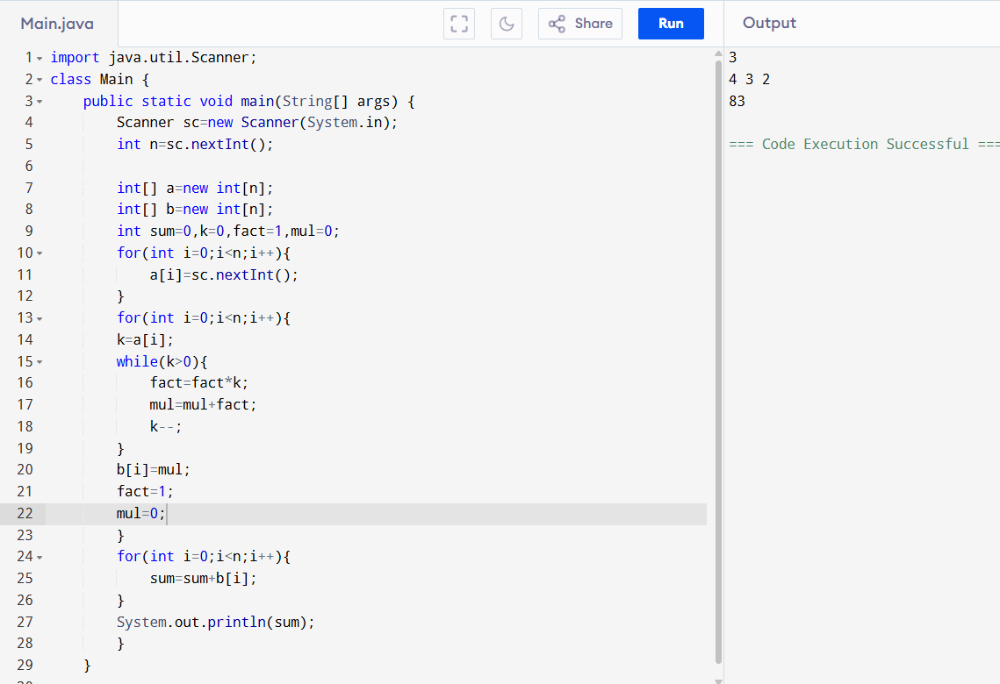 Main.java
Share
Run
Output
1 import java.util.Scanner;
2 class Main {
3     public static void main(String[] args) {
4         Scanner sc=new Scanner(System.in);
5         int n=sc.nextInt();
6
7         int[] a=new int[n];
8         int[] b=new int[n];
9         int sum=0,k=0,fact=1,mul=0;
10         for(int i=0;i<n;i++){
11             a[i]=sc.nextInt();
12         }
13         for(int i=0;i<n;i++){
14         k=a[i];
15         while(k>0){
16             fact=fact*k;
17             mul=mul+fact;
18             k--;
19         }
20         b[i]=mul;
21         fact=1;
22         mul=0;
23         }
24         for(int i=0;i<n;i++){
25             sum=sum+b[i];
26         }
27         System.out.println(sum);
28         }
29     }
3
4 3 2
83
=== Code Execution Successful ===